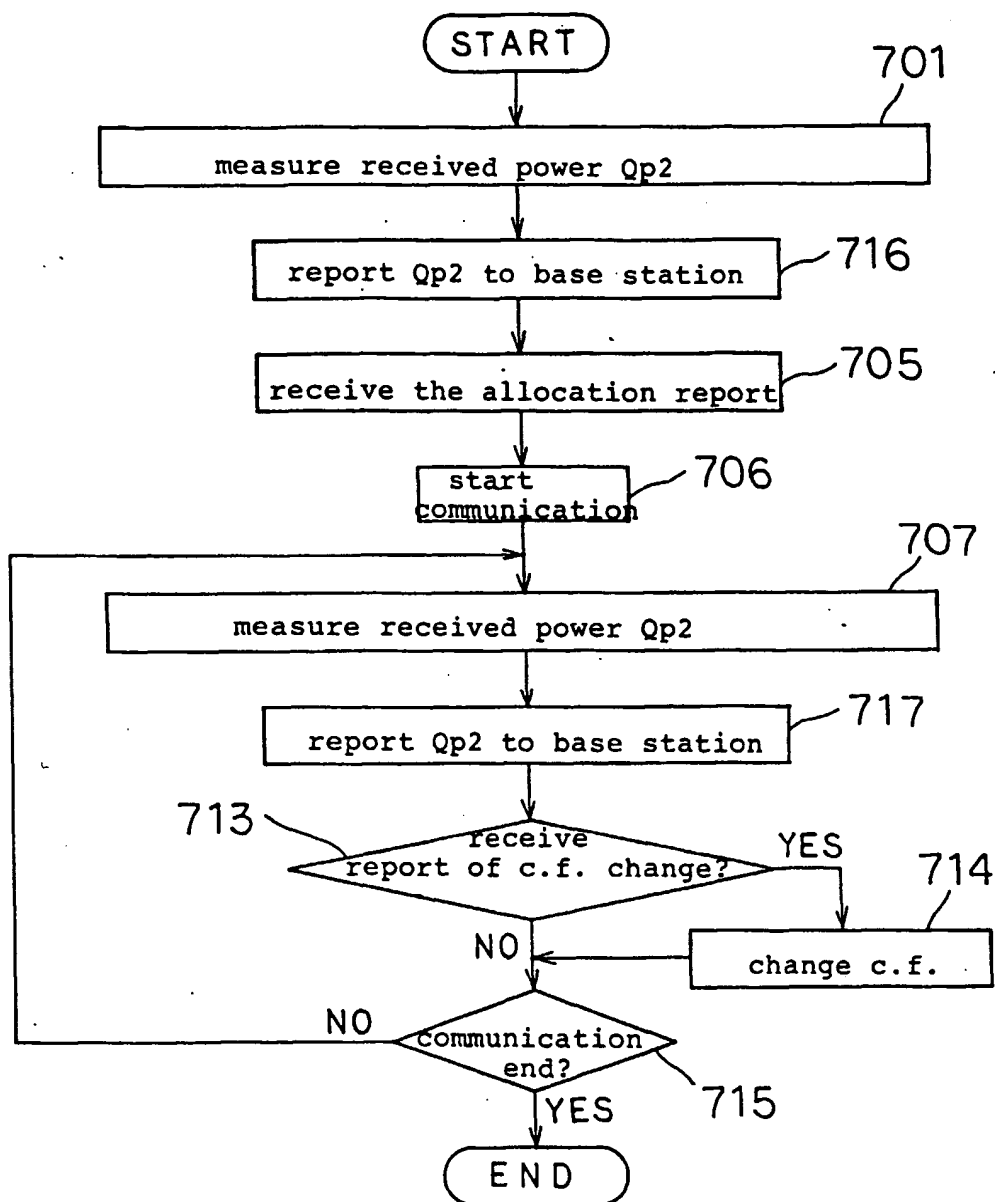 START
701
measure received power Qp2
report Qp2 to base station
716
receive the allocation report
705
start
communication
706
707
measure received power Qp2
report Qp2 to base station
717
713
receive
report of c.f. change?
YES
714
NO
change c.f.
NO
communication
end?
715
YES
END